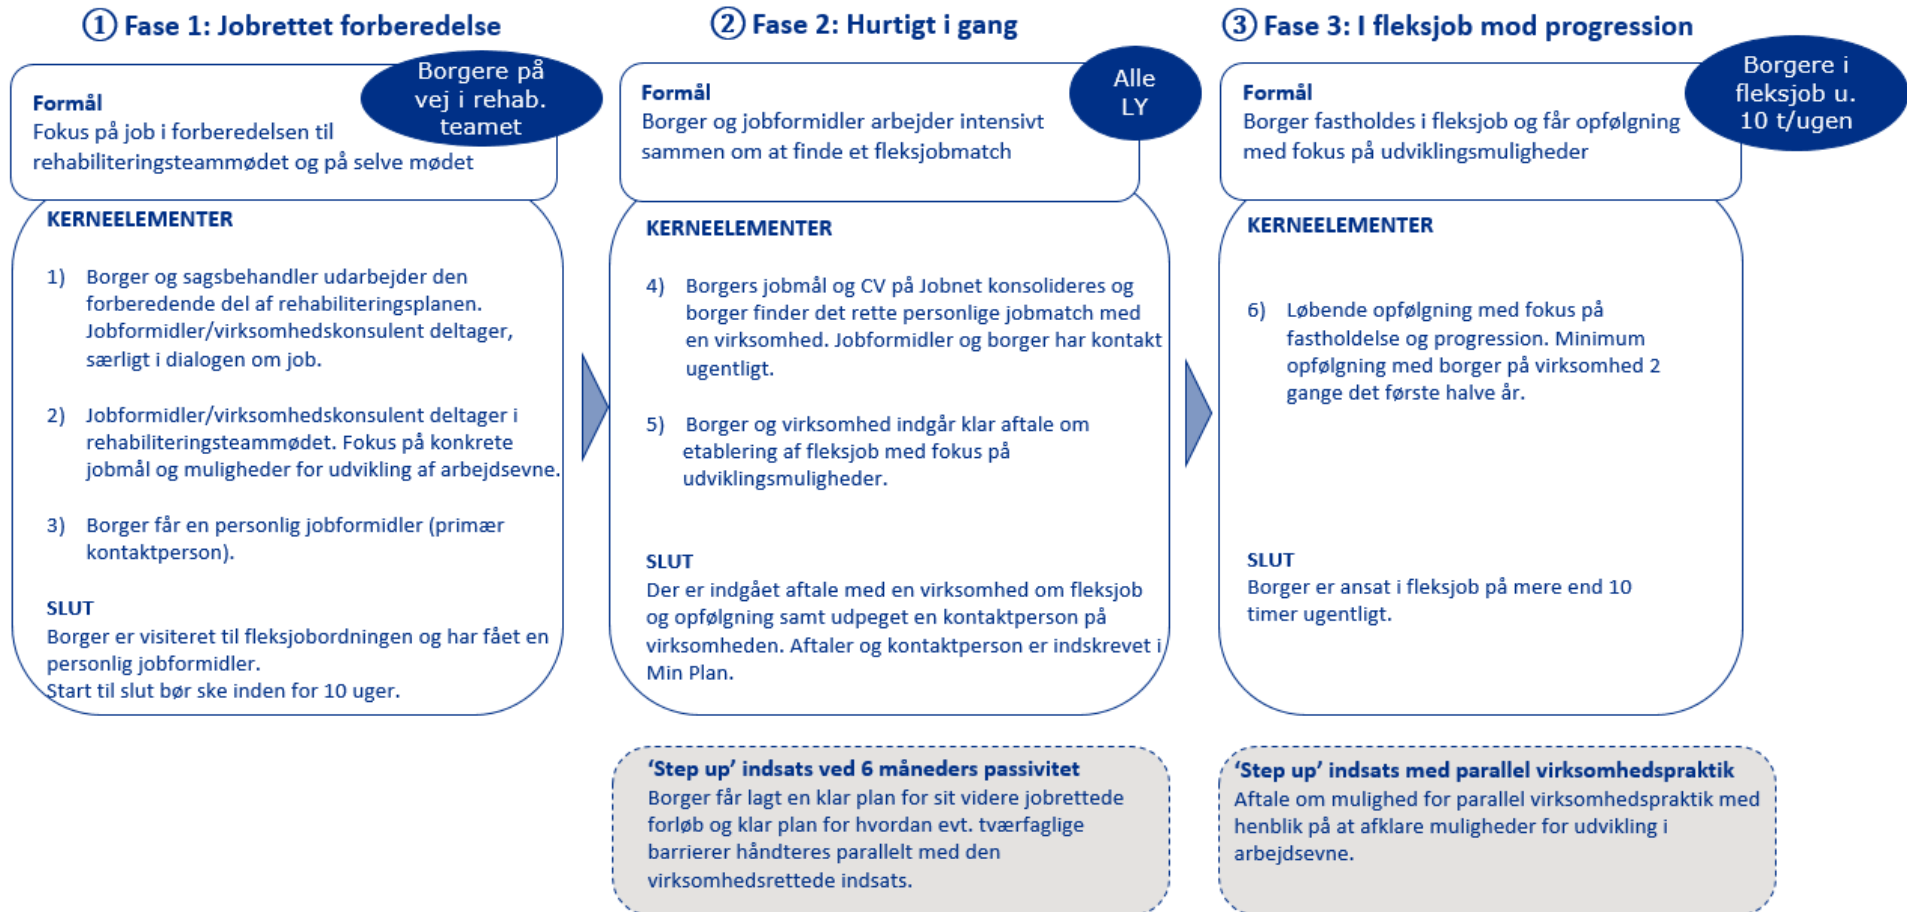 ① Fase 1: Jobrettet forberedelse
Borgere på
vej i rehab.
teamet
Formål
Fokus på job i forberedelsen til
rehabiliteringsteammødet og på selve mødet
KERNEELEMENTER
1) Borger og sagsbehandler udarbejder den
forberedende del af rehabiliteringsplanen.
Jobformidler/virksomhedskonsulent deltager,
særligt i dialogen om job.
2) Jobformidler/virksomhedskonsulent deltager i
rehabiliteringsteammødet. Fokus på konkrete
jobmål og muligheder for udvikling af arbejdsevne.
3) Borger får en personlig jobformidler (primær
kontaktperson).
SLUT
Borger er visiteret til fleksjobordningen og har fået en
personlig jobformidler.
Start til slut bør ske inden for 10 uger.
② Fase 2: Hurtigt i gang
Alle
LY
Formål
Borger og jobformidler arbejder intensivt
sammen om at finde et fleksjobmatch
KERNEELEMENTER
4) Borgers jobmål og CV på Jobnet konsolideres og
borger finder det rette personlige jobmatch med
en virksomhed. Jobformidler og borger har kontakt
ugentligt.
5) Borger og virksomhed indgår klar aftale om
etablering af fleksjob med fokus på
udviklingsmuligheder.
SLUT
Der er indgået aftale med en virksomhed om fleksjob
og opfølgning samt udpeget en kontaktperson på
virksomheden. Aftaler og kontaktperson er indskrevet i
Min Plan.
‘Step up’ indsats ved 6 måneders passivitet
Borger får lagt en klar plan for sit videre jobrettede
forløb og klar plan for hvordan evt. tværfaglige
barrierer håndteres parallelt med den
virksomhedsrettede indsats.
③ Fase 3: I fleksjob mod progression
Borgere i
fleksjob u.
10 t/ugen
Formål
Borger fastholdes i fleksjob og får opfølgning
med fokus på udviklingsmuligheder
KERNEELEMENTER
6) Løbende opfølgning med fokus på
fastholdelse og progression. Minimum
opfølgning med borger på virksomhed 2
gange det første halve år.
SLUT
Borger er ansat i fleksjob på mere end 10
timer ugentligt.
‘Step up’ indsats med parallel virksomhedspraktik
Aftale om mulighed for parallel virksomhedspraktik med
henblik på at afklare muligheder for udvikling i
arbejdsevne.